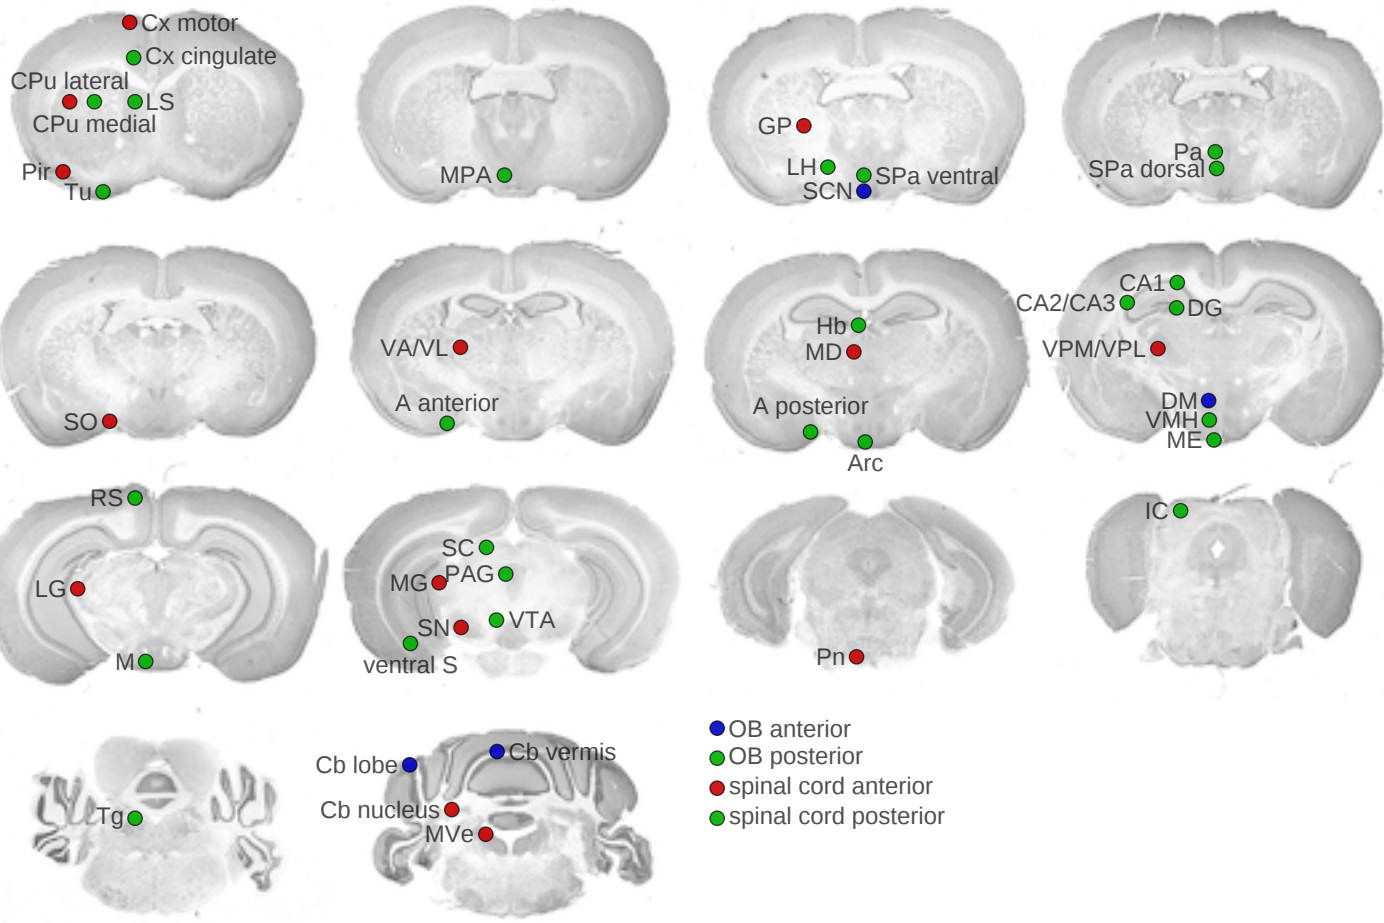 Cx motor
Cx cingulate
CPu lateral
LS
CPu medial
Pir
Tu
MPA
GP
LH
SPa ventral
SCN
Pa
SPa dorsal
SO
VA/VL
A anterior
Hb
MD
A posterior
Arc
CA1
CA2/CA3
DG
VPM/VPL
DM
VMH
ME
RS
LG
M
SC
MG
PAG
SN
VTA
ventral S
Pn
IC
Tg
Cb lobe
Cb vermis
Cb nucleus
MVe
OB anterior
OB posterior
spinal cord anterior
spinal cord posterior